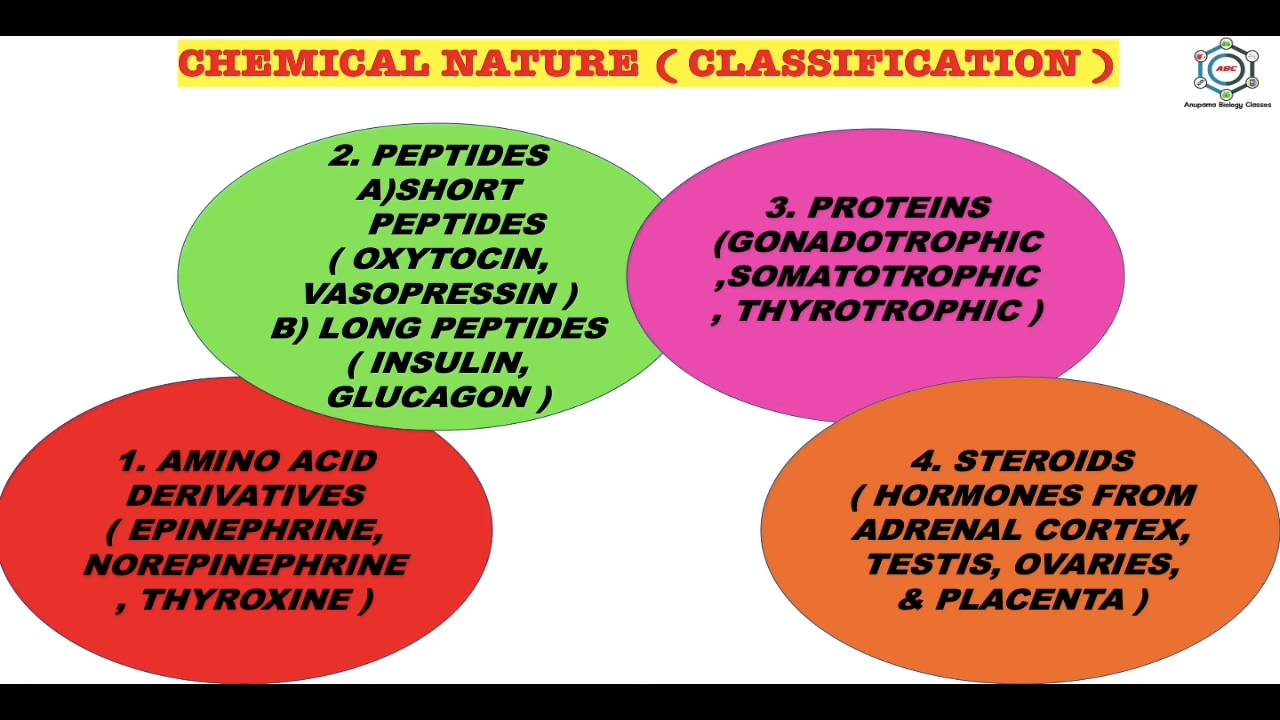 CHEMICAL NATURE ( CLASSIFICATION )
ABC
Anupama Biology Classes
2. PEPTIDES
A)SHORT
PEPTIDES
( OXYTOCIN,
VASOPRESSIN )
B) LONG PEPTIDES
( INSULIN,
GLUCAGON )
3. PROTEINS
(GONADOTROPHIC
,SOMATOTROPHIC
, THYROTROPHIC )
1. AMINO ACID
DERIVATIVES
( EPINEPHRINE,
NOREPINEPHRINE
, THYROXINE )
4. STEROIDS
( HORMONES FROM
ADRENAL CORTEX,
TESTIS, OVARIES,
& PLACENTA )